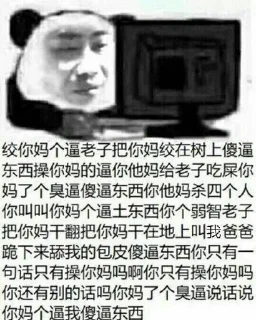 绞你妈个逼老子把你妈绞在树上傻逼
东西操你妈的逼你他妈给老子吃屎你
妈了个臭逼傻逼东西你他妈杀四个人
你叫叫你妈个逼土东西你个弱智老子
把你妈干翻把你妈干在地上叫我爸爸
跪下来舔我的包皮傻逼东西你只有一
句话只有操你妈吗啊你只有操你妈吗
你还有别的话吗你妈了个臭逼说话说
你妈个逼我傻逼东西